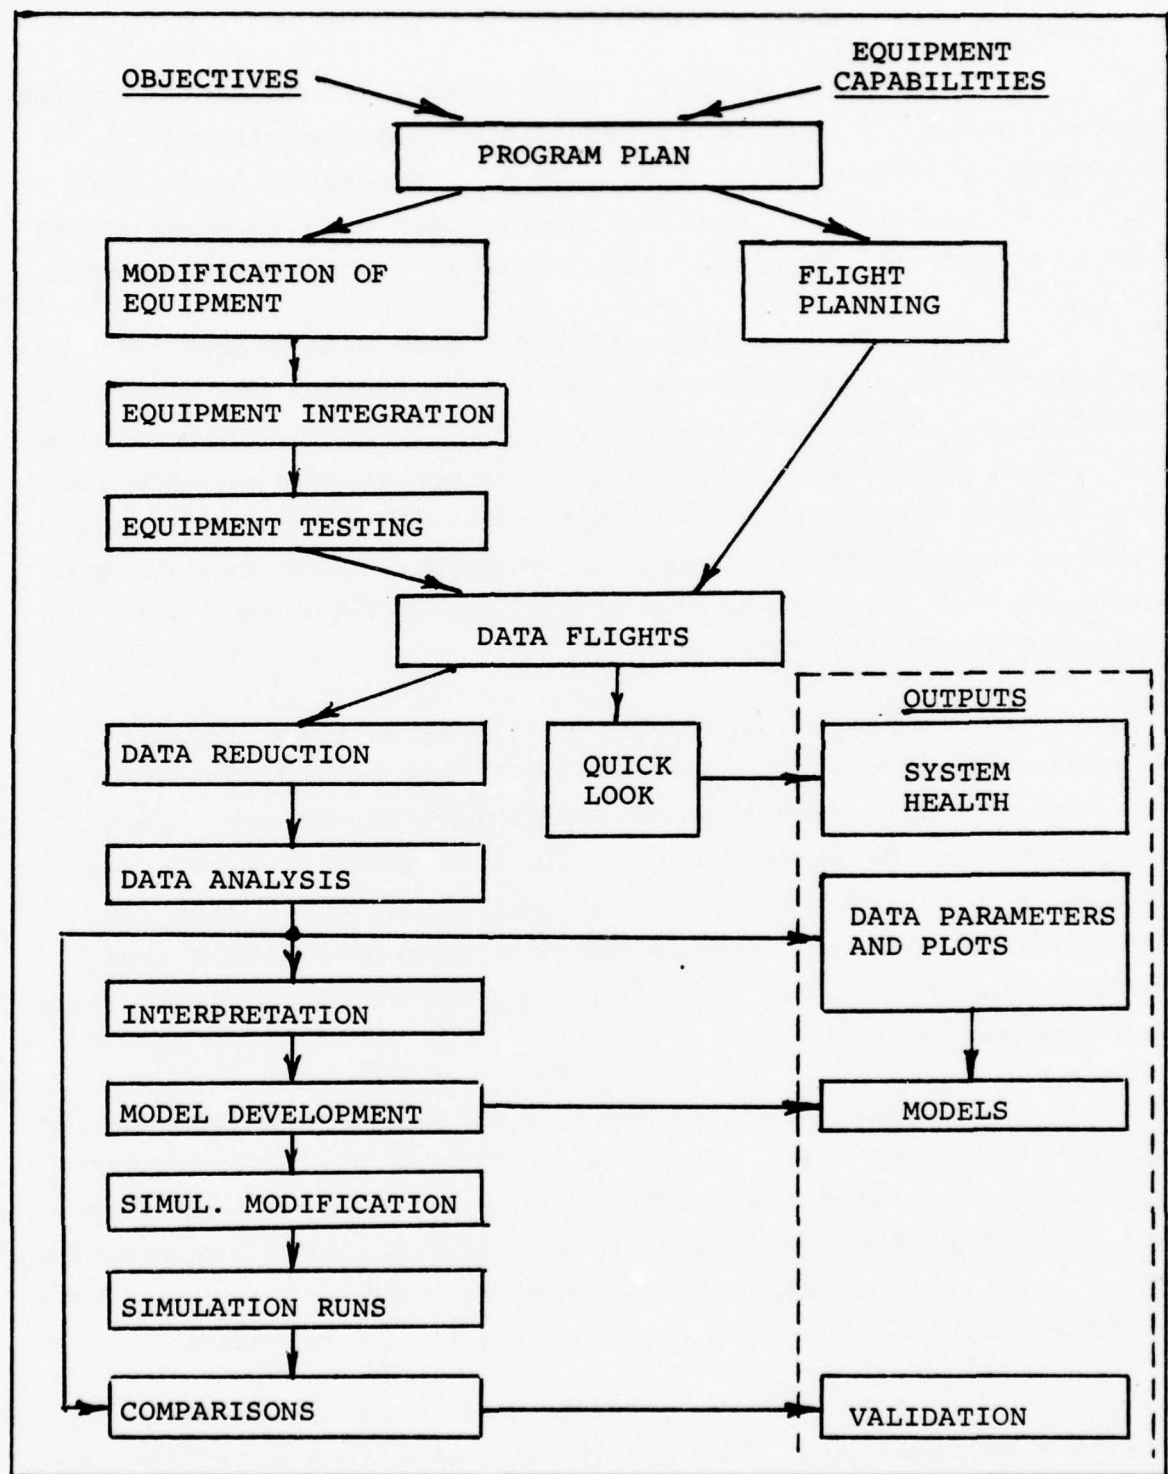 OBJECTIVES
EQUIPMENT
CAPABILITIES
PROGRAM PLAN
MODIFICATION OF
EQUIPMENT
FLIGHT
PLANNING
EQUIPMENT INTEGRATION
EQUIPMENT TESTING
DATA FLIGHTS
OUTPUTS
DATA REDUCTION
QUICK
LOOK
SYSTEM
HEALTH
DATA ANALYSIS
DATA PARAMETERS
AND PLOTS
INTERPRETATION
MODEL DEVELOPMENT
MODELS
SIMUL. MODIFICATION
SIMULATION RUNS
COMPARISONS
VALIDATION